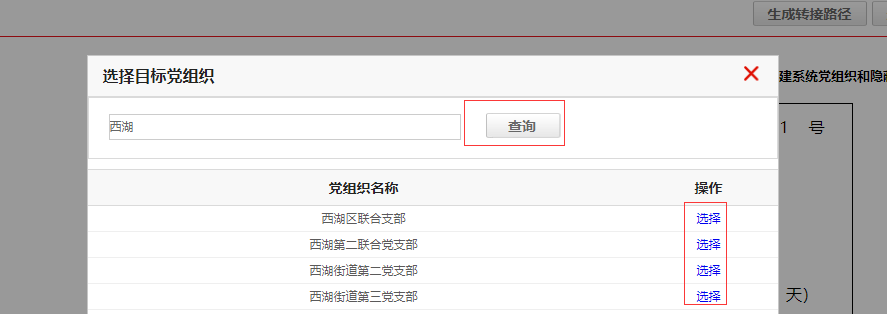 生成转接路径
选择目标党组织
建系统党组织和隐
西湖 查询
1 号
党组织名称 操作
西湖区联合支部 选择
西湖第二联合党支部 选择
西湖街道第二党支部 选择
西湖街道第三党支部 选择
天)